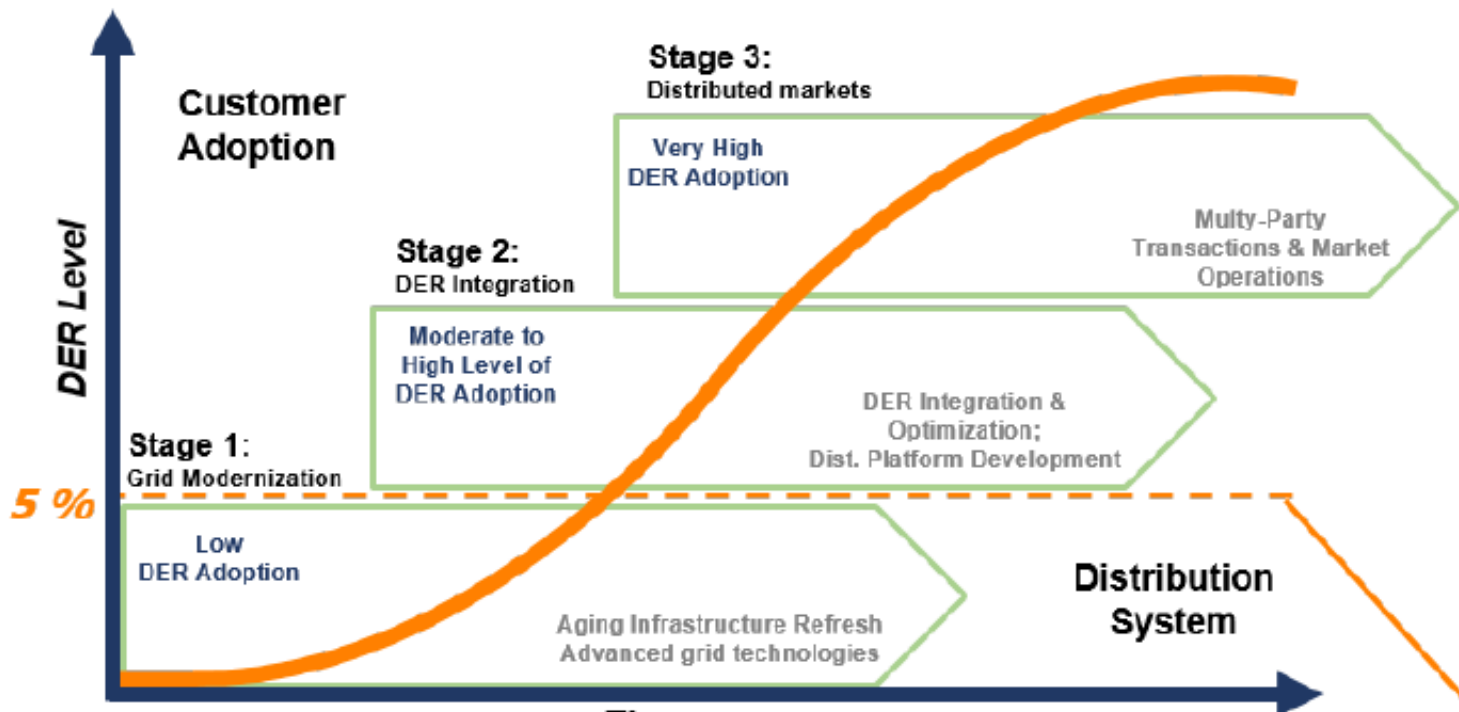 Customer
Adoption
DER Level
Stage 3:
Distributed markets
Very High
DER Adoption
Multy-Party
Transactions & Market
Operations
Stage 2:
DER Integration
Moderate to
High Level of
DER Adoption
DER Integration &
Optimization;
Dist. Platform Development
Stage 1:
Grid Modernization
5 %
Low
DER Adoption
Aging Infrastructure Refresh
Advanced grid technologies
Distribution
System